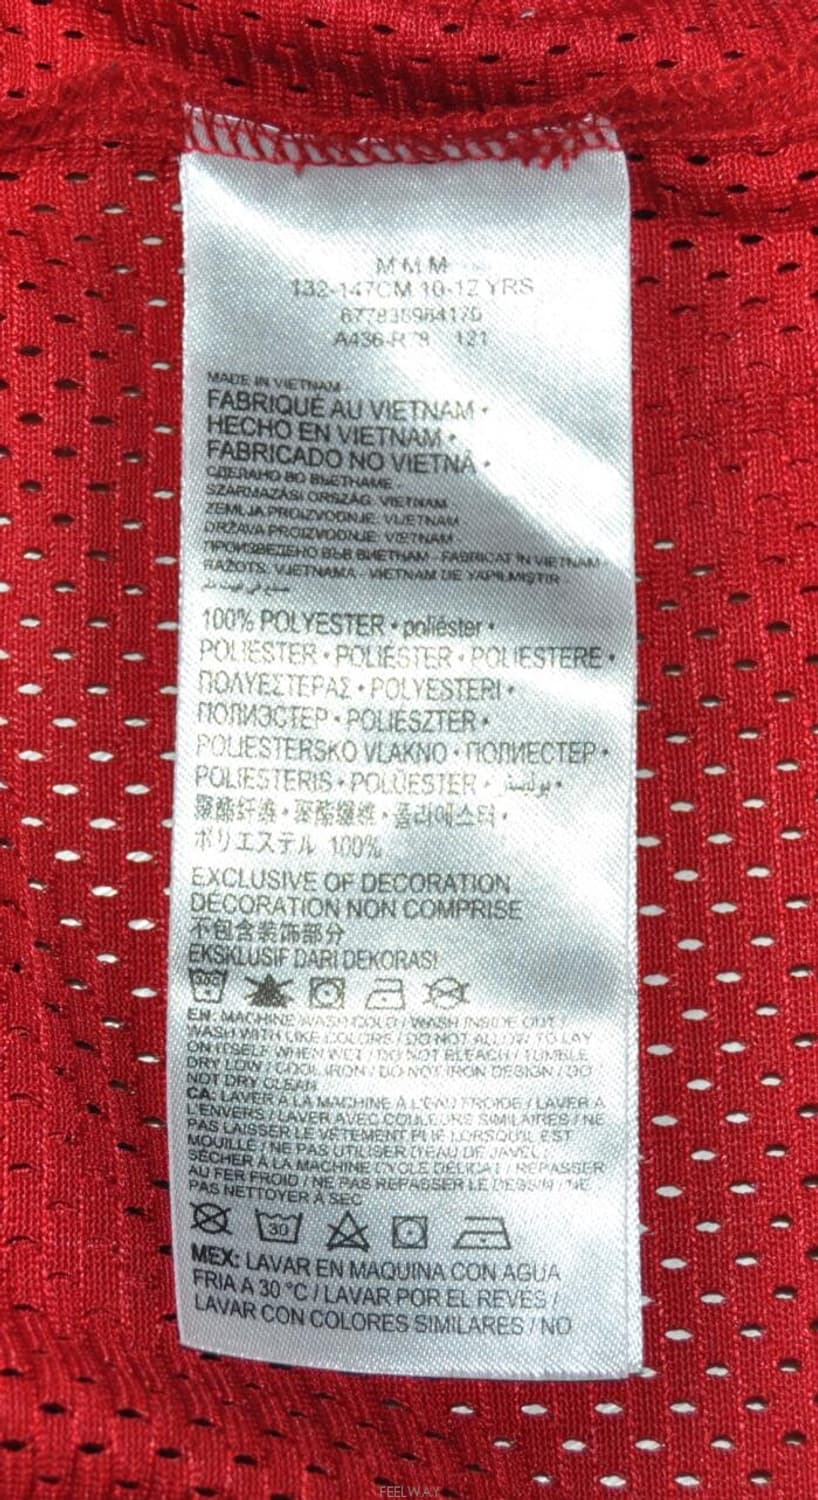 M M M
132-147CM 10-12 YRS
121
MADE IN VIETNAM ·
FABRIQUÉ AU VIETNAM ·
HECHO EN VIETNAM ·
FABRICADO NO VIETNÃ ·
СДЕЛАНО ВО ВЬЕТНАМЕ ·
SZÁRMAZÁSI ORSZÁG: VIETNAM
ZEMLJA PROIZVODNJE: VIJETNAM
DRŽAVA PROIZVODNJE: VIETNAM
ПРОИЗВЕДЕНО ВЪВ ВИЕТНАМ · FABRICAT ÎN VIETNAM ·
RAŽOTS: VJETNAMA · VIETNAM DE YAPILMIŞTIR ·
100% POLYESTER · poliéster ·
POLIESTER · POLIÉSTER · POLIESTERE ·
ΠΟΛΥΕΣΤΕΡΑΣ · POLYESTERI ·
ПОЛИЭСТЕР · POLIÉSZTER ·
POLIESTERSKO VLAKNO · ПОЛИЕСТЕР ·
POLIESTERIS · POLÜESTER · بوليستر ·
聚酯纤维 · 聚酯纖維 · 폴리에스터 ·
ポリエステル 100%
EXCLUSIVE OF DECORATION
DÉCORATION NON COMPRISE
不包含装饰部分
EKSKLUSIF DARI DEKORASI
EN: MACHINE WASH COLD / WASH INSIDE OUT /
WASH WITH LIKE COLORS / DO NOT ALLOW TO LAY
ON ITSELF WHEN WET / DO NOT BLEACH / TUMBLE
DRY LOW / COOL IRON / DO NOT IRON DESIGN / DO
NOT DRY CLEAN
CA: LAVER À LA MACHINE À L'EAU FROIDE / LAVER À
L'ENVERS / LAVER AVEC COULEURS SIMILAIRES / NE
PAS LAISSER LE VÊTEMENT PLIÉ LORSQU'IL EST
MOUILLÉ / NE PAS UTILISER D'EAU DE JAVEL /
SÉCHER À LA MACHINE CYCLE DÉLICAT / REPASSER
AU FER FROID / NE PAS REPASSER LE DESSIN / NE
PAS NETTOYER À SEC
30
MEX: LAVAR EN MAQUINA CON AGUA
FRIA A 30 °C / LAVAR POR EL REVÉS /
LAVAR CON COLORES SIMILARES / NO
FEELWAY